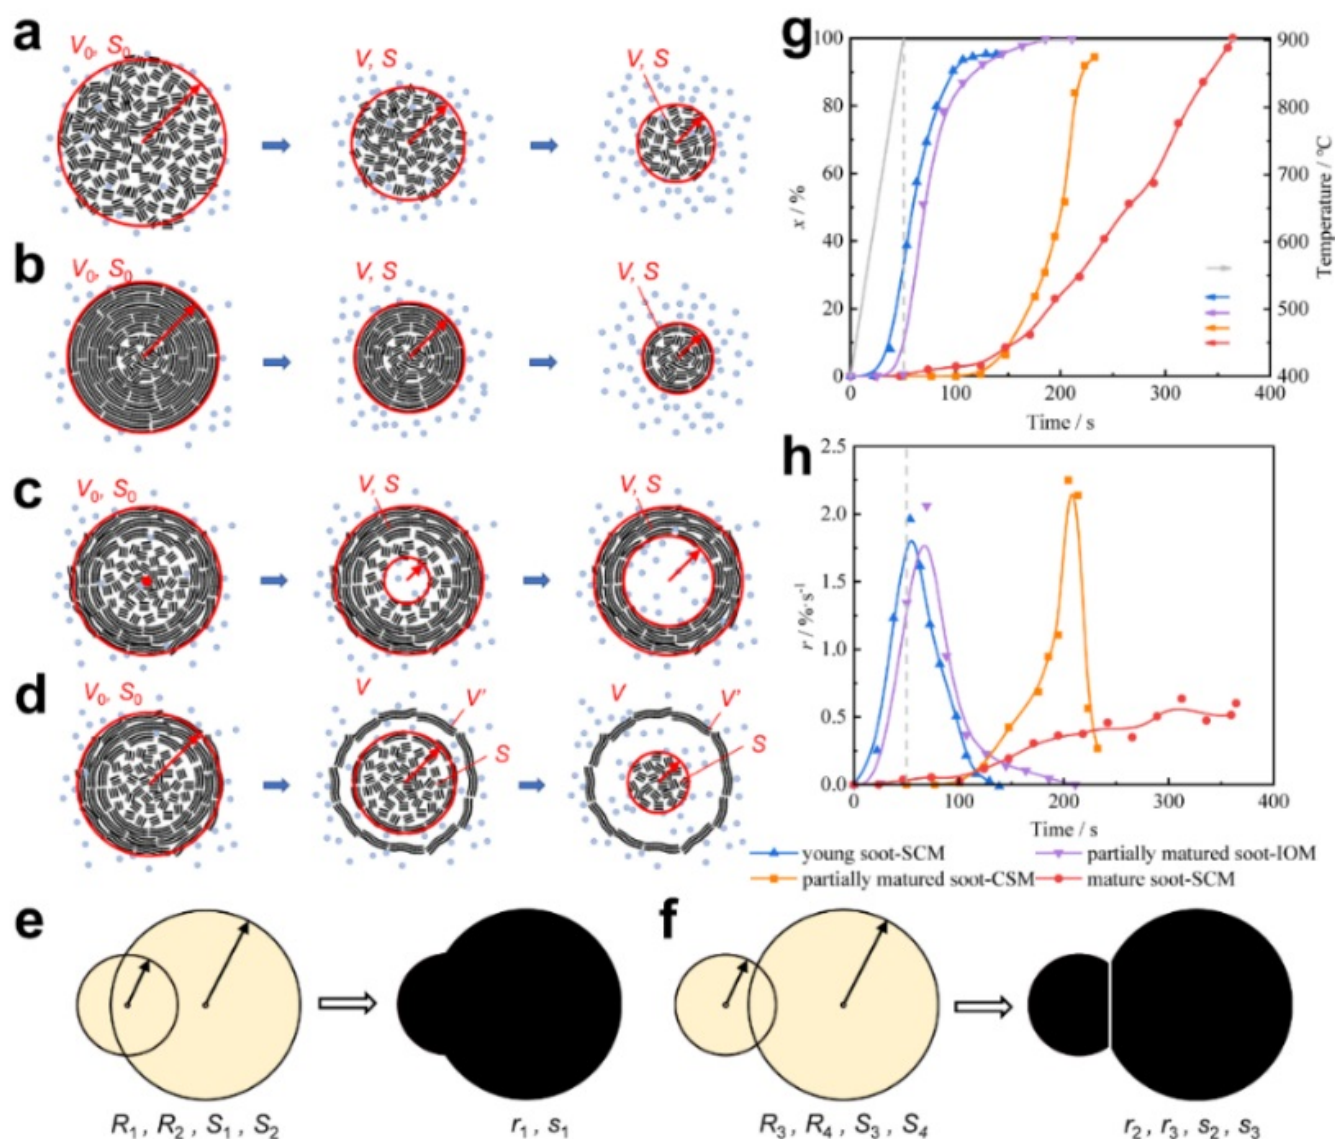 a
V₀, S₀
V, S
V, S
b
V₀, S₀
V, S
V, S
c
V₀, S₀
V, S
V, S
d
V₀, S₀
V
V'
S
V
V'
S
g
100
80
60
40
20
0
x / %
900
800
700
600
500
400
Temperature / °C
0 100 200 300 400
Time / s
h
2.5
2.0
1.5
1.0
0.5
0.0
r / %·s⁻¹
0 100 200 300 400
Time / s
young soot-SCM
partially matured soot-IOM
partially matured soot-CSM
mature soot-SCM
e
R₁, R₂, S₁, S₂
r₁, s₁
f
R₃, R₄, S₃, S₄
r₂, r₃, s₂, s₃